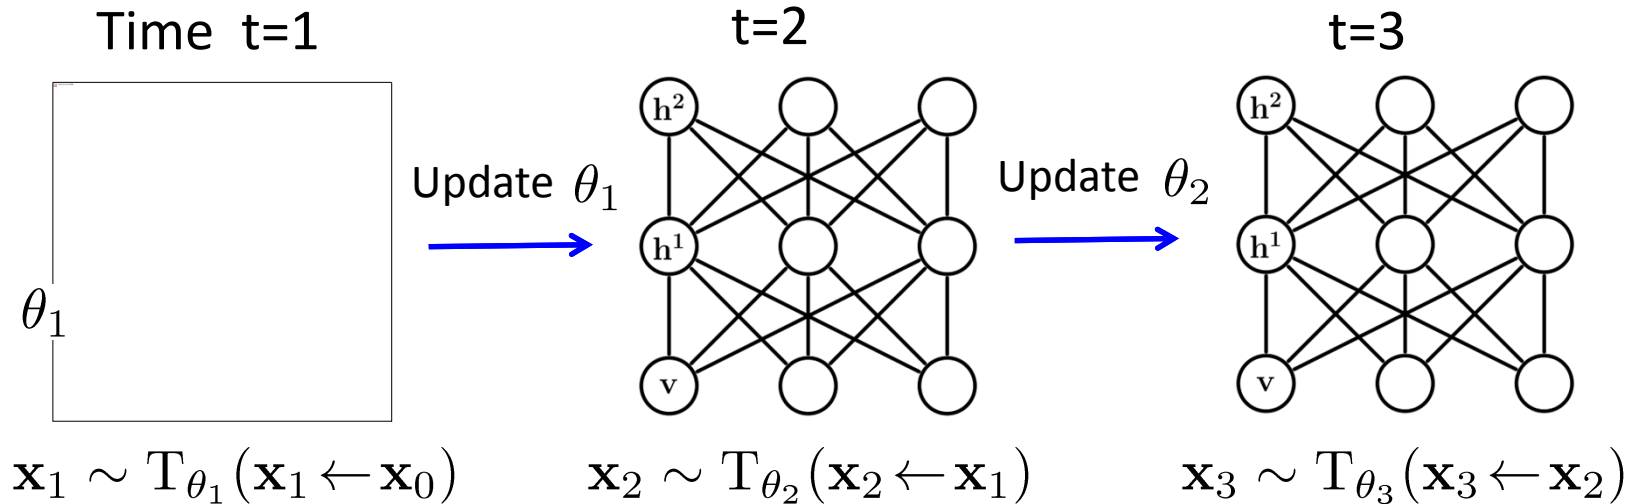 Time t=1
t=2
t=3
h²
h²
Update θ₁
Update θ₂
h¹
h¹
θ₁
v
v
x₁ ∼ T_θ₁(x₁ ← x₀)
x₂ ∼ T_θ₂(x₂ ← x₁)
x₃ ∼ T_θ₃(x₃ ← x₂)